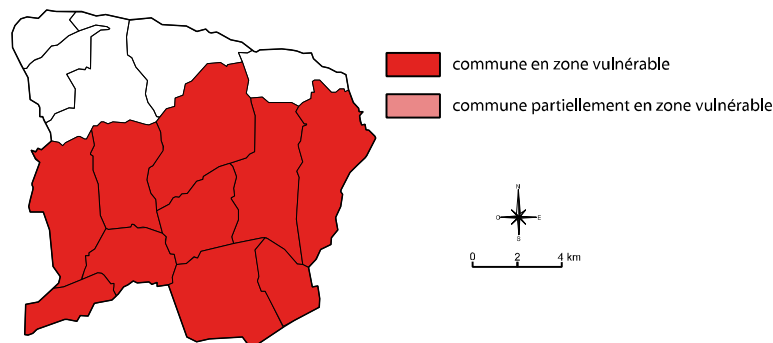 commune en zone vulnérable
commune partiellement en zone vulnérable
N
O E
B
0 2 4 km